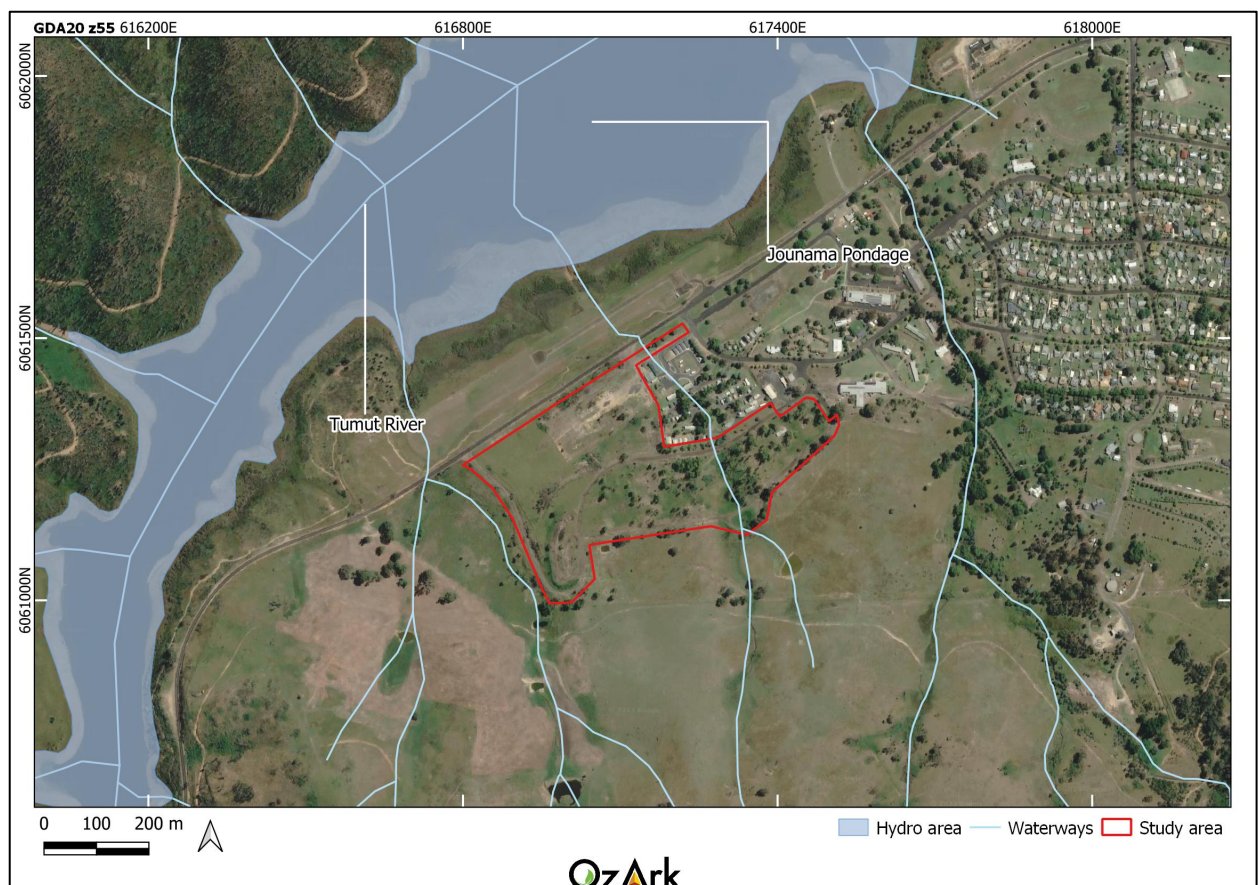 GDA20 z55 616200E 616800E 617400E 618000E
6062000N
6061500N
6061000N
Jounama Pondage
Tumut River
0 100 200 m
Hydro area Waterways Study area
OzArk